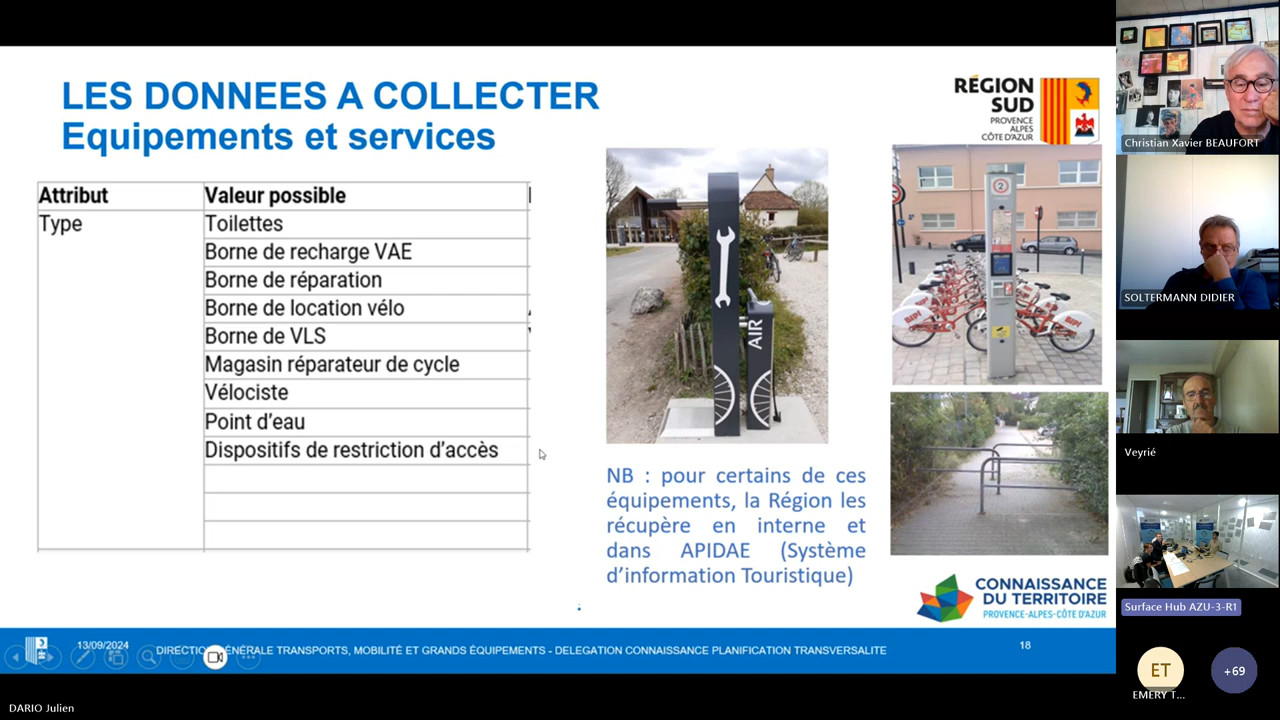 LES DONNEES A COLLECTER
Equipements et services
RÉGION
SUD
PROVENCE
ALPES
CÔTE D'AZUR
Attribut
Valeur possible
Type
Toilettes
Borne de recharge VAE
Borne de réparation
Borne de location vélo
Borne de VLS
Magasin réparateur de cycle
Vélociste
Point d'eau
Dispositifs de restriction d'accès
AIR
2
BIP!
BIP!
NB : pour certains de ces
équipements, la Région les
récupère en interne et
dans APIDAE (Système
d'information Touristique)
CONNAISSANCE
DU TERRITOIRE
PROVENCE-ALPES-CÔTE D'AZUR
13/09/2024
DIRECTION GÉNÉRALE TRANSPORTS, MOBILITÉ ET GRANDS ÉQUIPEMENTS - DELEGATION CONNAISSANCE PLANIFICATION TRANSVERSALITE
18
DARIO Julien
Christian Xavier BEAUFORT
SOLTERMANN DIDIER
Veyrié
Surface Hub AZU-3-R1
ET
EMERY T...
+69